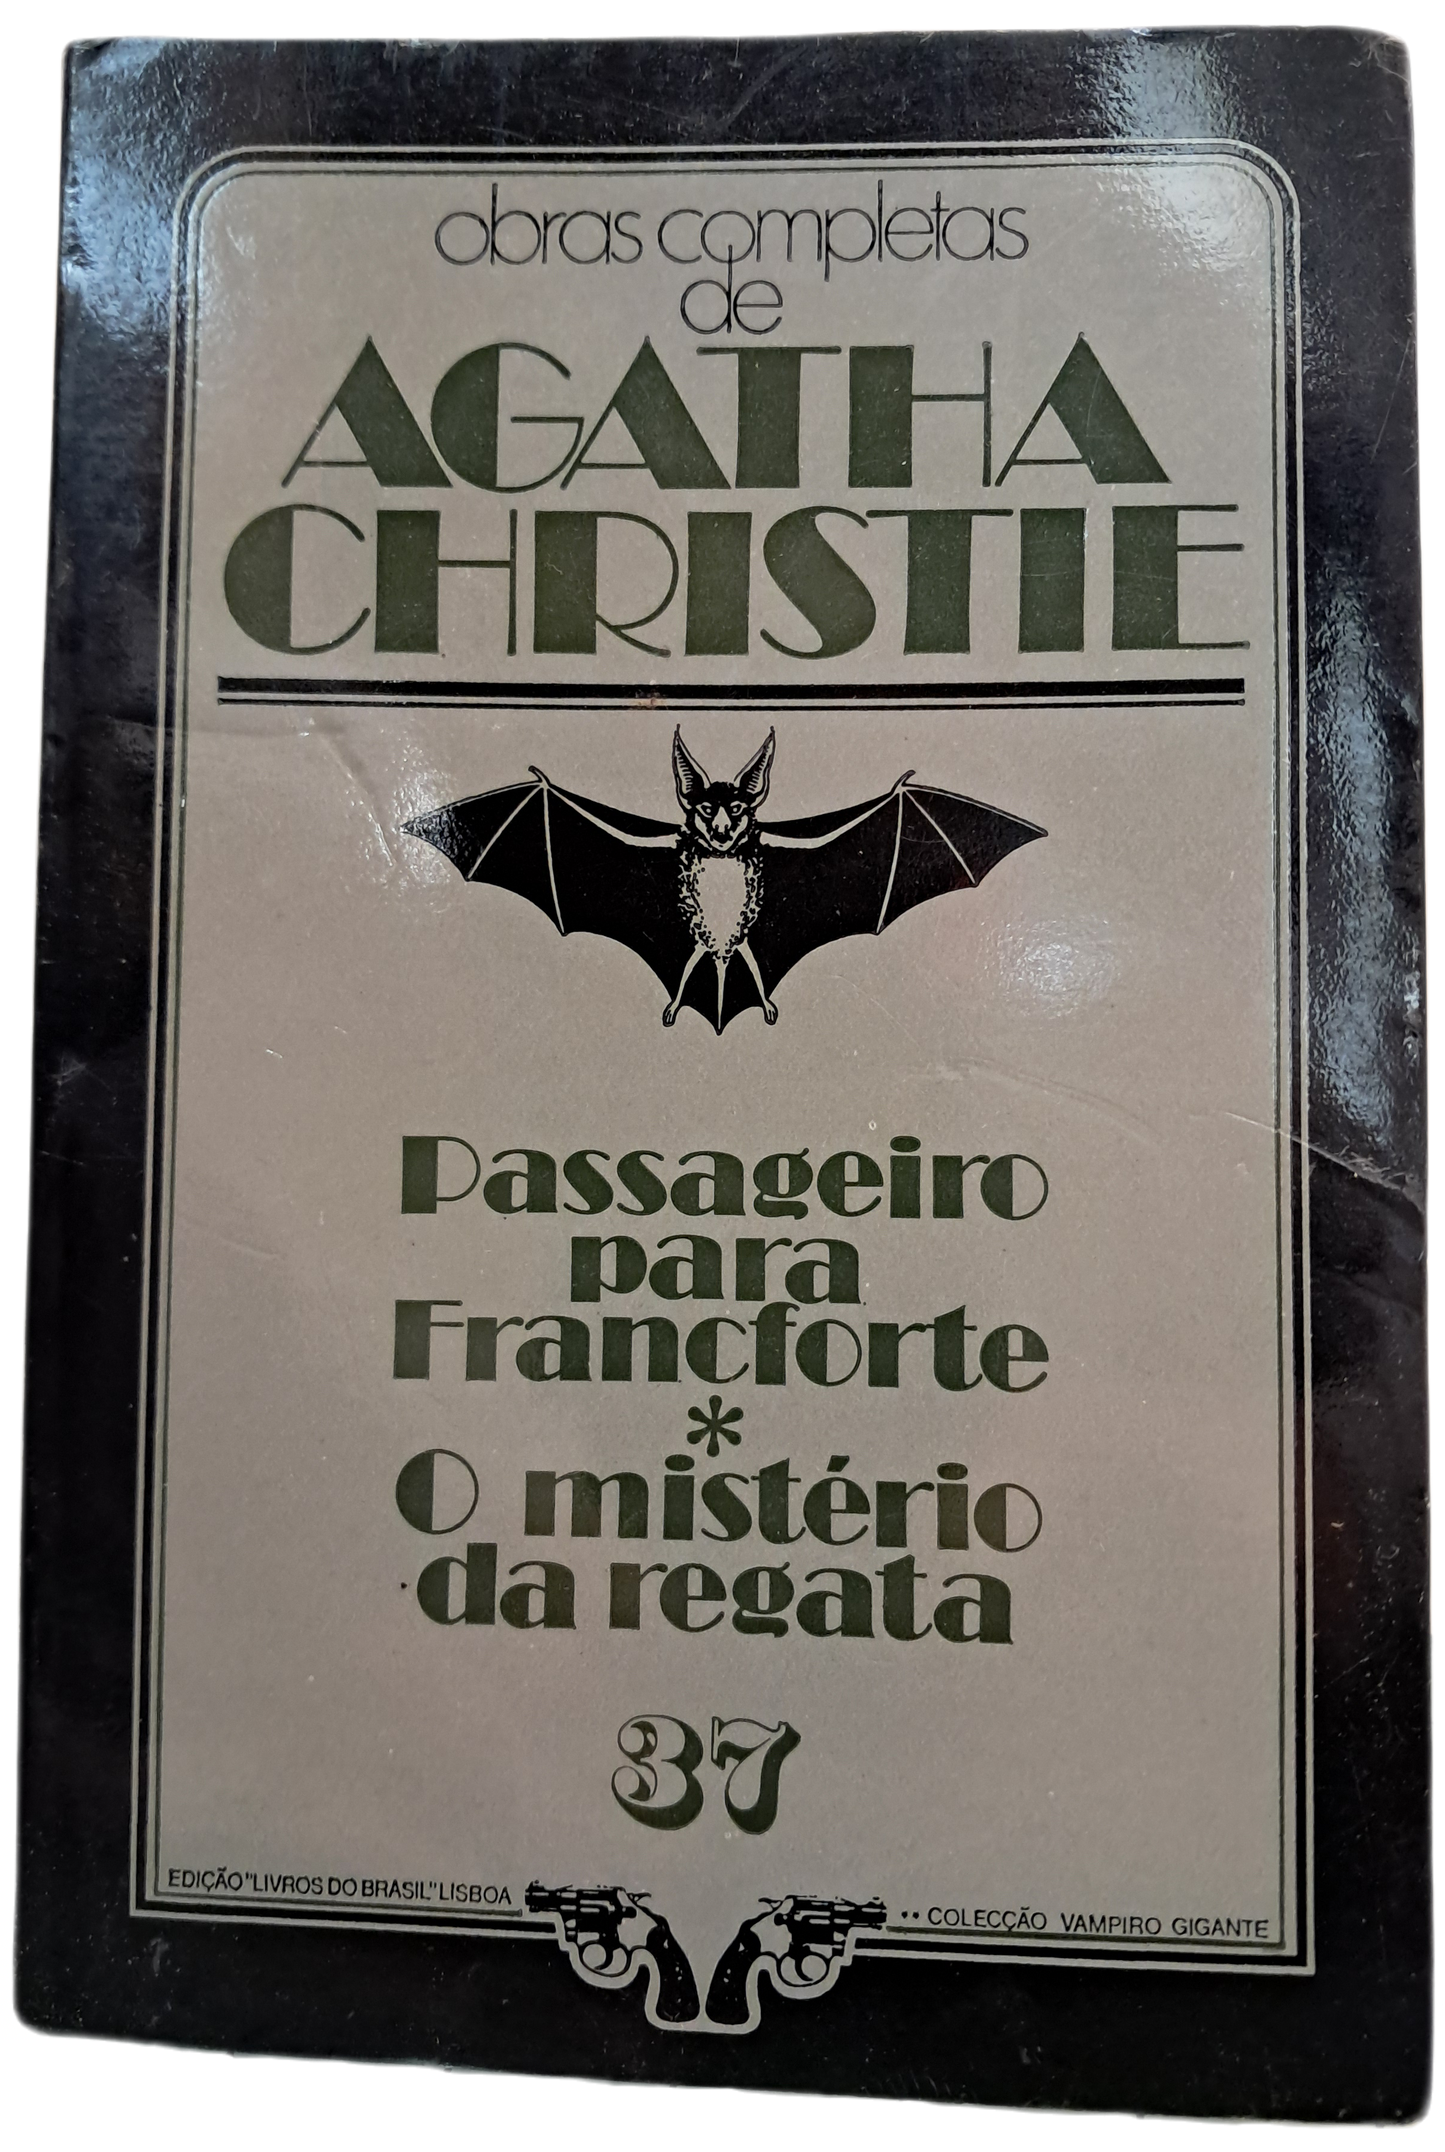 obras completas
de
AGATHA
CHRISTIE
Passageiro
para
Francforte
*
O mistério
da regata
37
EDIÇÃO "LIVROS DO BRASIL" LISBOA
•• COLECÇÃO VAMPIRO GIGANTE